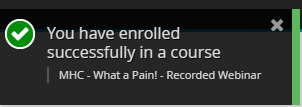 You have enrolled
successfully in a course
MHC - What a Pain! - Recorded Webinar